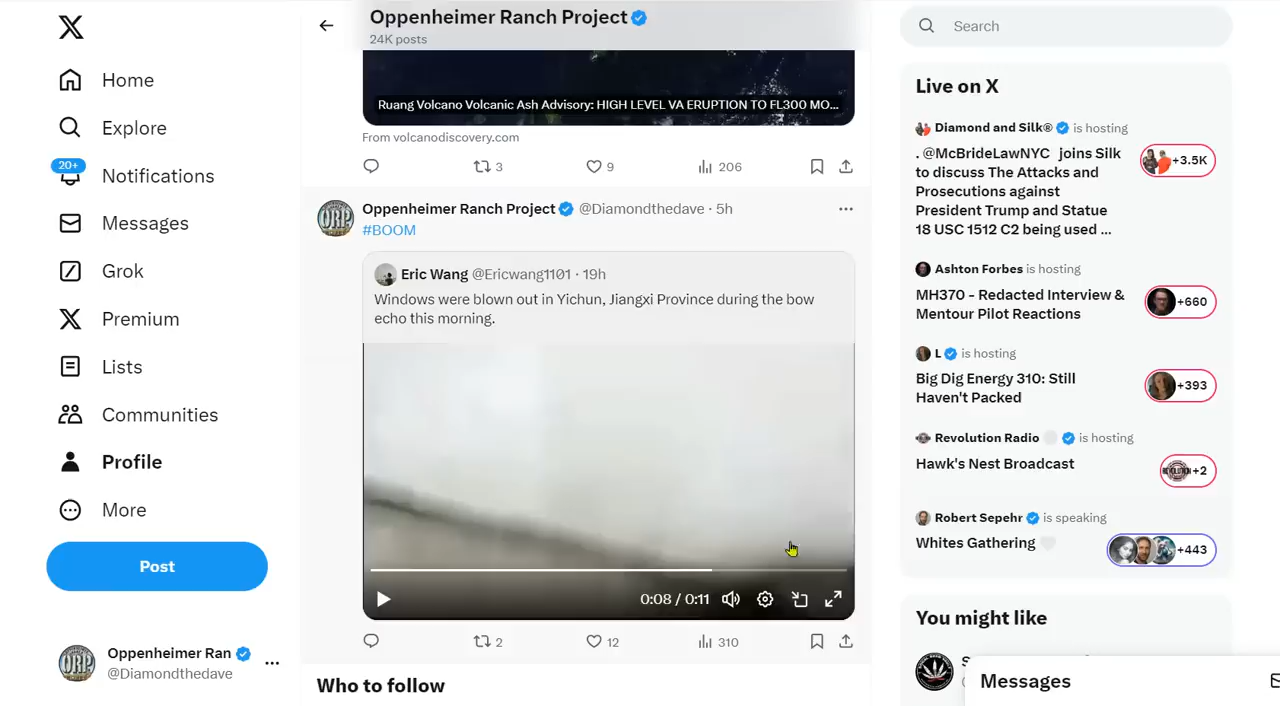 Home
Explore
20+
Notifications
Messages
Grok
Premium
Lists
Communities
Profile
More
Post
Oppenheimer Ran
@Diamondthedave
Oppenheimer Ranch Project
24K posts
Ruang Volcano Volcanic Ash Advisory: HIGH LEVEL VA ERUPTION TO FL300 MO...
From volcanodiscovery.com
3 9 206
Oppenheimer Ranch Project @Diamondthedave · 5h
#BOOM
Eric Wang @Ericwang1101 · 19h
Windows were blown out in Yichun, Jiangxi Province during the bow
echo this morning.
0:08 / 0:11
2 12 310
Who to follow
Search
Live on X
Diamond and Silk® is hosting
. @McBrideLawNYC joins Silk
to discuss The Attacks and
Prosecutions against
President Trump and Statue
18 USC 1512 C2 being used ...
+3.5K
Ashton Forbes is hosting
MH370 - Redacted Interview &
Mentour Pilot Reactions
+660
L is hosting
Big Dig Energy 310: Still
Haven't Packed
+393
Revolution Radio is hosting
Hawk's Nest Broadcast
+2
Robert Sepehr is speaking
Whites Gathering
+443
You might like
Messages